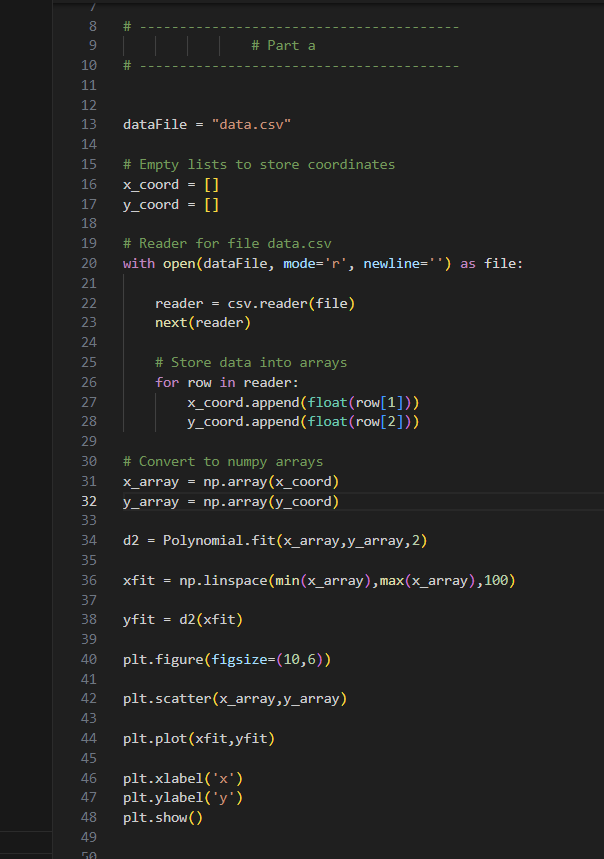 7
8 # ----------------------------------------
9 # Part a
10 # ----------------------------------------
11
12
13 dataFile = "data.csv"
14
15 # Empty lists to store coordinates
16 x_coord = []
17 y_coord = []
18
19 # Reader for file data.csv
20 with open(dataFile, mode='r', newline='') as file:
21
22 reader = csv.reader(file)
23 next(reader)
24
25 # Store data into arrays
26 for row in reader:
27 x_coord.append(float(row[1]))
28 y_coord.append(float(row[2]))
29
30 # Convert to numpy arrays
31 x_array = np.array(x_coord)
32 y_array = np.array(y_coord)
33
34 d2 = Polynomial.fit(x_array,y_array,2)
35
36 xfit = np.linspace(min(x_array),max(x_array),100)
37
38 yfit = d2(xfit)
39
40 plt.figure(figsize=(10,6))
41
42 plt.scatter(x_array,y_array)
43
44 plt.plot(xfit,yfit)
45
46 plt.xlabel('x')
47 plt.ylabel('y')
48 plt.show()
49
50